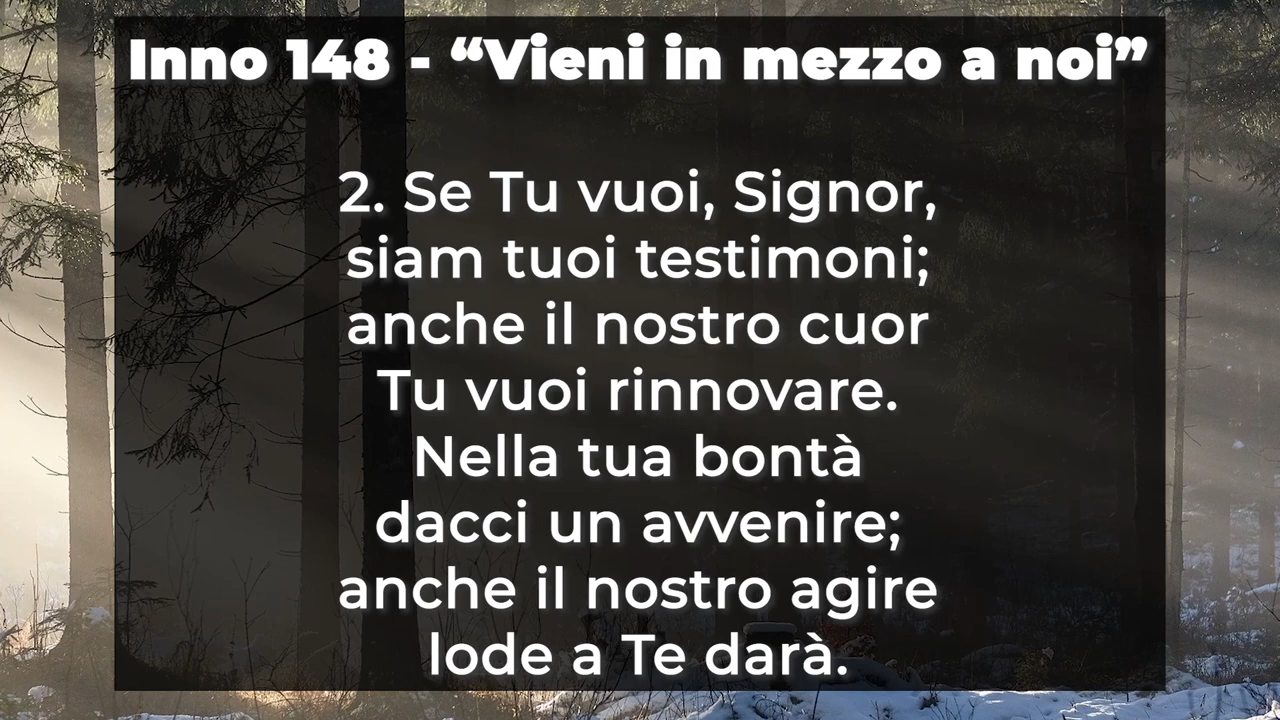 Inno 148 - “Vieni in mezzo a noi”
2. Se Tu vuoi, Signor,
siam tuoi testimoni;
anche il nostro cuor
Tu vuoi rinnovare.
Nella tua bontà
dacci un avvenire;
anche il nostro agire
lode a Te darà.